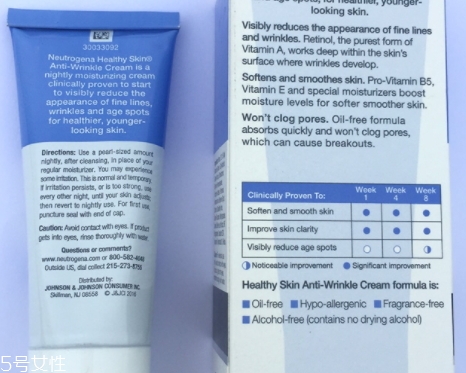 30033092
Neutrogena Healthy Skin®
Anti-Wrinkle Cream is a
nightly moisturizing cream
clinically proven to start
to visibly reduce the
appearance of fine lines,
wrinkles and age spots
for healthier, younger-
looking skin.
Directions: Use a pearl-sized amount
nightly, after cleansing, in place of your
regular moisturizer. You may experience
some irritation. This is normal and temporary.
If irritation persists, or is too strong, use
every other night, until your skin adjusts,
then revert to nightly use. For first use,
puncture seal with end of cap.
Caution: Avoid contact with eyes. If product
gets into eyes, rinse thoroughly with water.
Questions or comments?
www.neutrogena.com or 800-582-4048
Outside US, dial collect 215-273-8755
Distributed by:
JOHNSON & JOHNSON CONSUMER INC.
Skillman, NJ 08558 © J&JCI 2016
age spots, for healthier, younger-
looking skin.
Visibly reduces the appearance of fine lines
and wrinkles. Retinol, the purest form of
Vitamin A, works deep within the skin's
surface where wrinkles develop.
Softens and smoothes skin. Pro-Vitamin B5,
Vitamin E and special moisturizers boost
moisture levels for softer smoother skin.
Won't clog pores. Oil-free formula
absorbs quickly and won't clog pores,
which can cause breakouts.
Clinically Proven To: Week 1 Week 4 Week 8
Soften and smooth skin
Improve skin clarity
Visibly reduce age spots
Noticeable improvement Significant improvement
Healthy Skin Anti-Wrinkle Cream formula is:
Oil-free Hypo-allergenic Fragrance-free
Alcohol-free (contains no drying alcohol)
5号女性